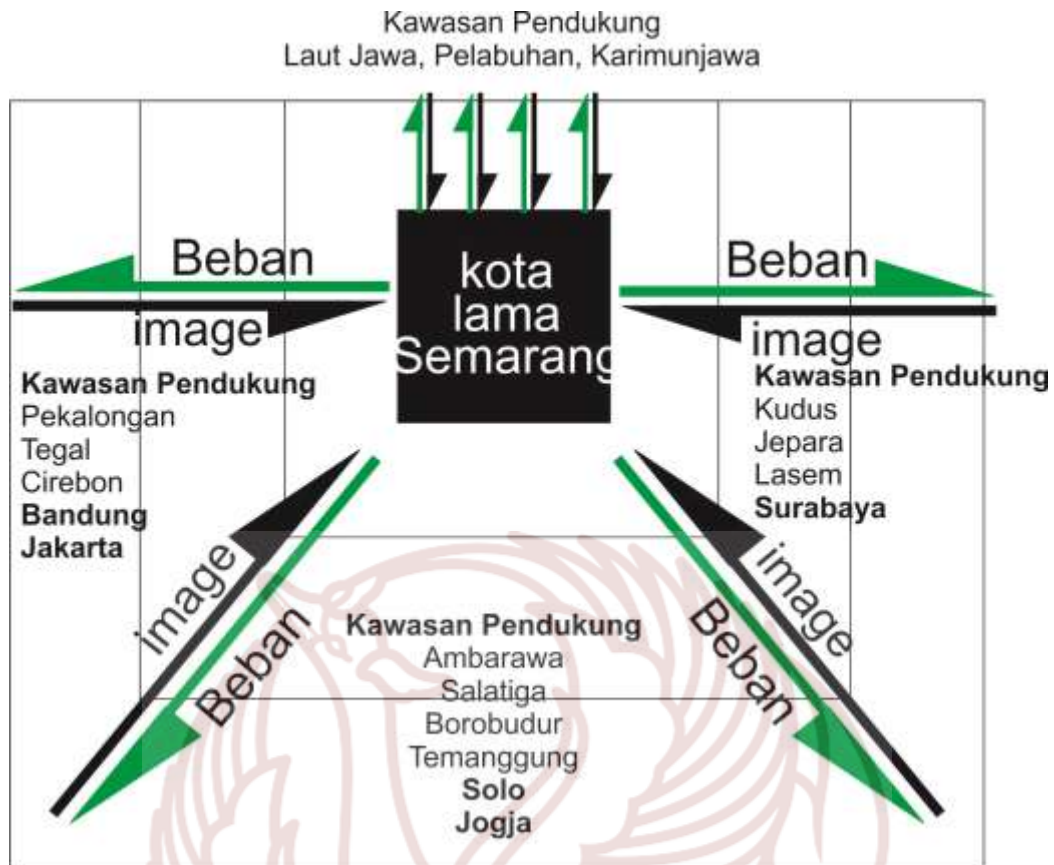 Kawasan Pendukung
Laut Jawa, Pelabuhan, Karimunjawa
Beban
image
kota
lama
Semarang
Beban
image
Kawasan Pendukung
Pekalongan
Tegal
Cirebon
Bandung
Jakarta
Kawasan Pendukung
Kudus
Jepara
Lasem
Surabaya
image
Beban
Kawasan Pendukung
Ambarawa
Salatiga
Borobudur
Temanggung
Solo
Jogja
image
Beban